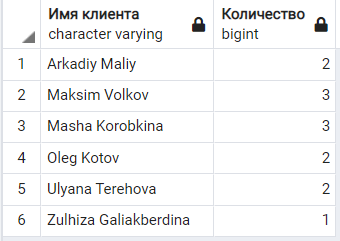 Имя клиента Количество
character varying bigint
1 Arkadiy Maliy 2
2 Maksim Volkov 3
3 Masha Korobkina 3
4 Oleg Kotov 2
5 Ulyana Terehova 2
6 Zulhiza Galiakberdina 1